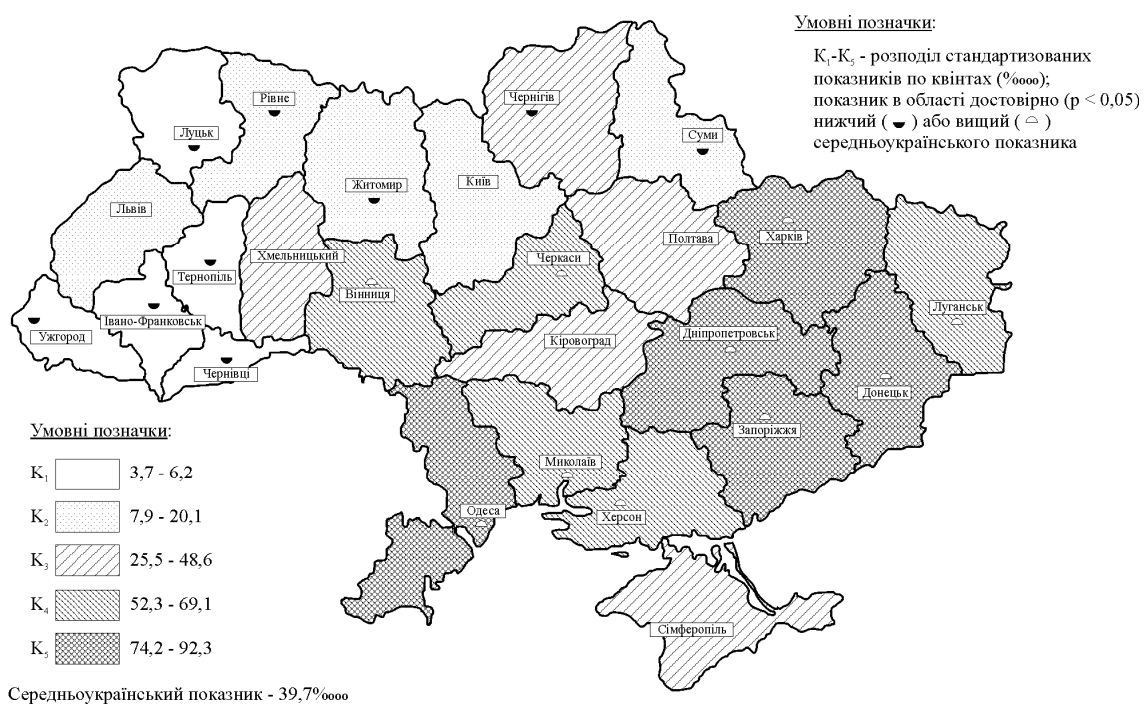 Умовні позначки:
К₁-К₅ - розподіл стандартизованих
показників по квінтах (%ₒₒₒₒ);
показник в області достовірно (p < 0,05)
нижчий ( ) або вищий ( )
середньоукраїнського показника
Чернігів
Рівне
Луцьк
Суми
Житомир
Київ
Львів
Полтава
Харків
Хмельницький
Черкаси
Тернопіль
Вінниця
Луганськ
Івано-Франковськ
Ужгород
Дніпропетровськ
Кіровоград
Чернівці
Донецьк
Запоріжжя
Миколаїв
Одеса
Херсон
Сімферопіль
Умовні позначки:
К₁ 3,7 - 6,2
К₂ 7,9 - 20,1
К₃ 25,5 - 48,6
К₄ 52,3 - 69,1
К₅ 74,2 - 92,3
Середньоукраїнський показник - 39,7%ₒₒₒₒ